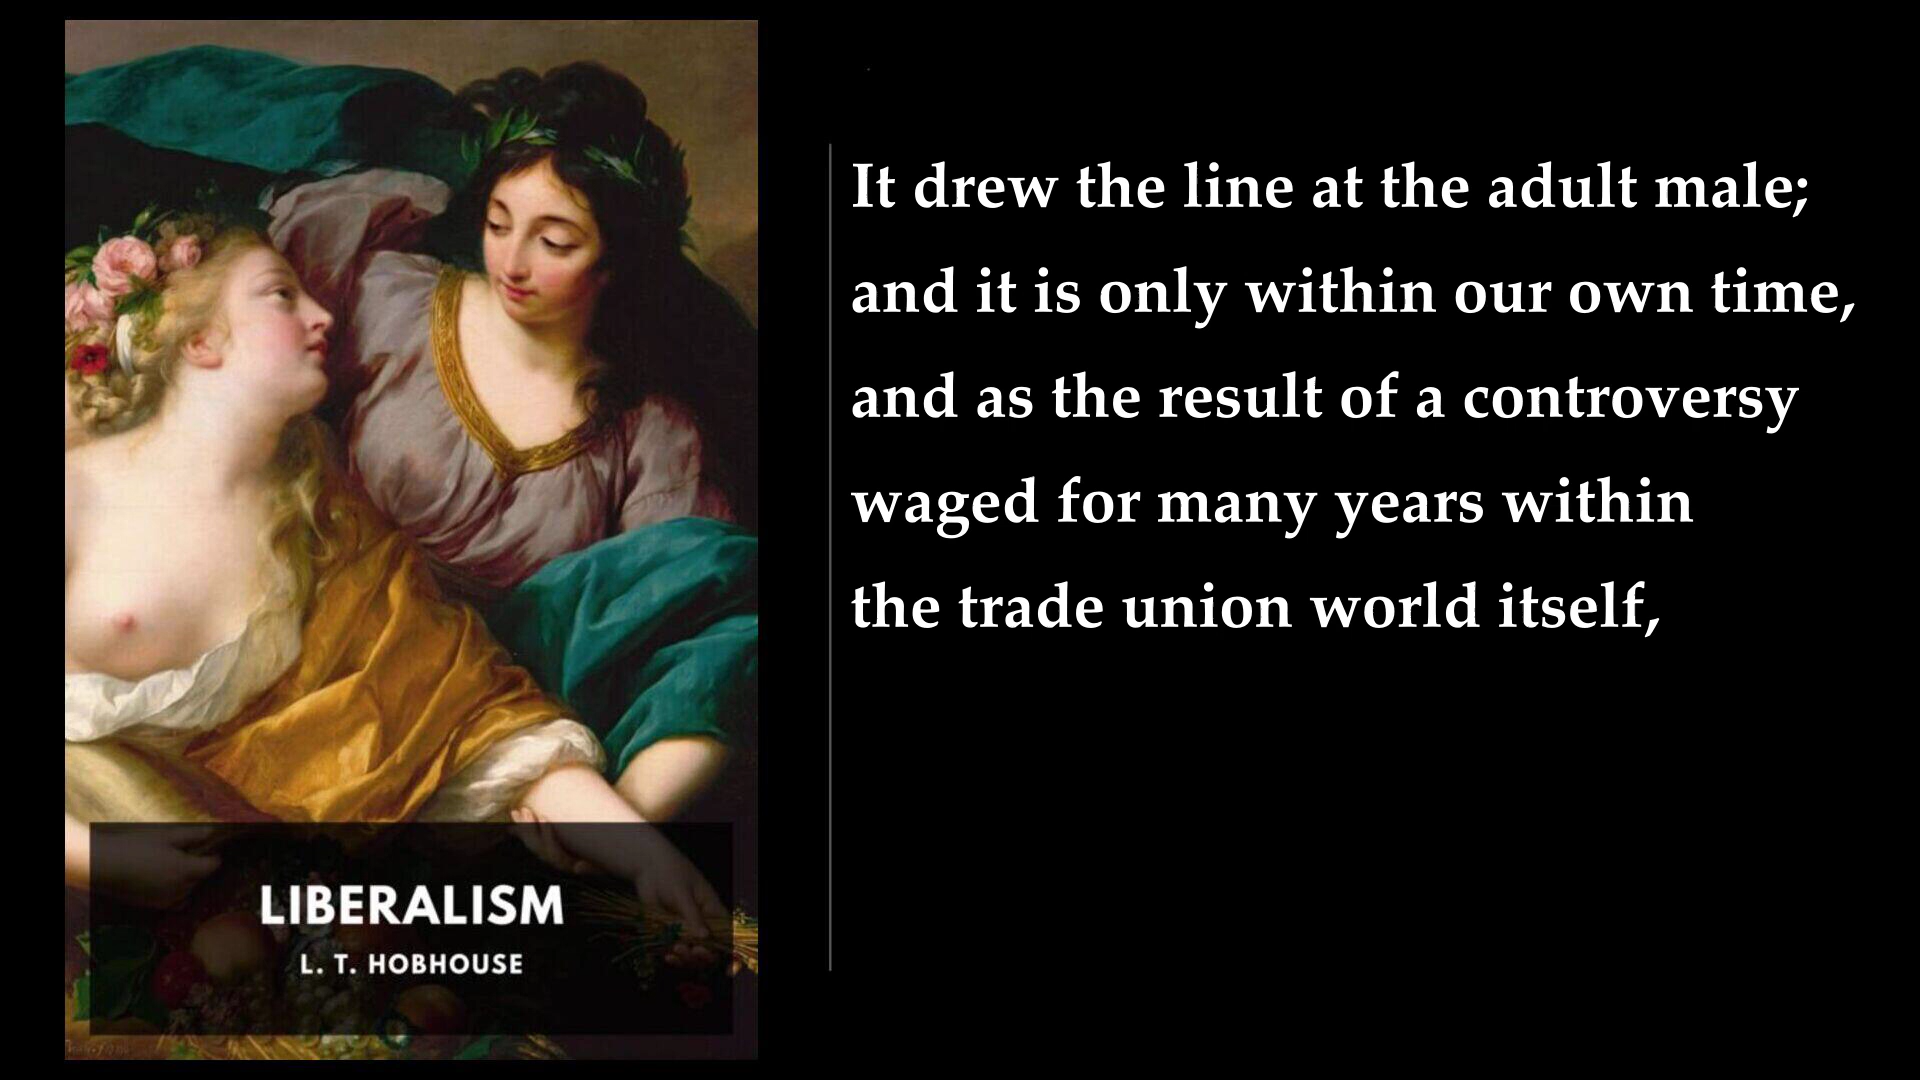 It drew the line at the adult male;
and it is only within our own time,
and as the result of a controversy
waged for many years within
the trade union world itself,
LIBERALISM
L. T. HOBHOUSE